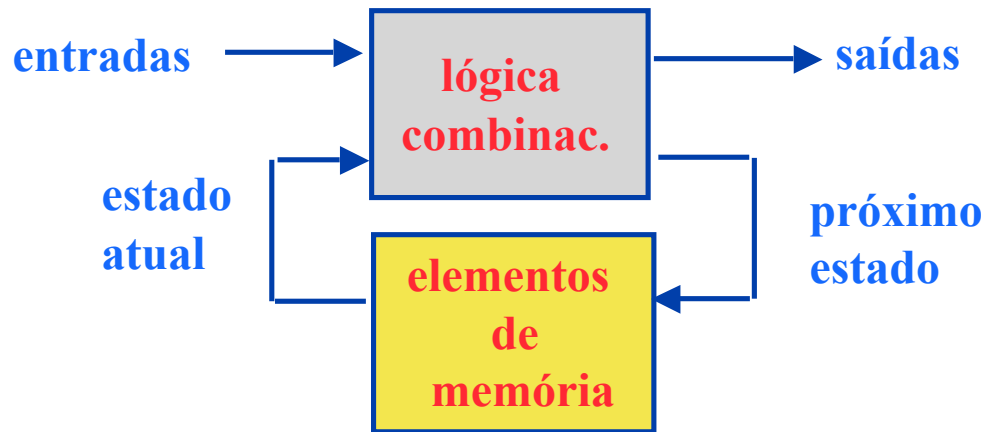 entradas
lógica
combinac.
saídas
estado
atual
próximo
estado
elementos
de
memória